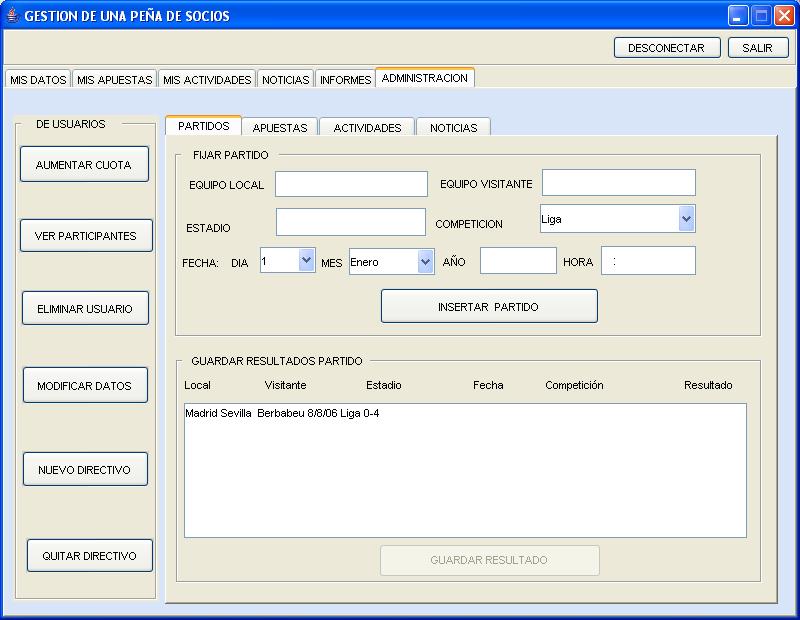 GESTION DE UNA PEÑA DE SOCIOS
DESCONECTAR SALIR
MIS DATOS MIS APUESTAS MIS ACTIVIDADES NOTICIAS INFORMES ADMINISTRACION
DE USUARIOS
AUMENTAR CUOTA
VER PARTICIPANTES
ELIMINAR USUARIO
MODIFICAR DATOS
NUEVO DIRECTIVO
QUITAR DIRECTIVO
PARTIDOS APUESTAS ACTIVIDADES NOTICIAS
FIJAR PARTIDO
EQUIPO LOCAL EQUIPO VISITANTE
ESTADIO COMPETICION Liga
FECHA: DIA 1 MES Enero AÑO HORA :
INSERTAR PARTIDO
GUARDAR RESULTADOS PARTIDO
Local Visitante Estadio Fecha Competición Resultado
Madrid Sevilla Berbabeu 8/8/06 Liga 0-4
GUARDAR RESULTADO